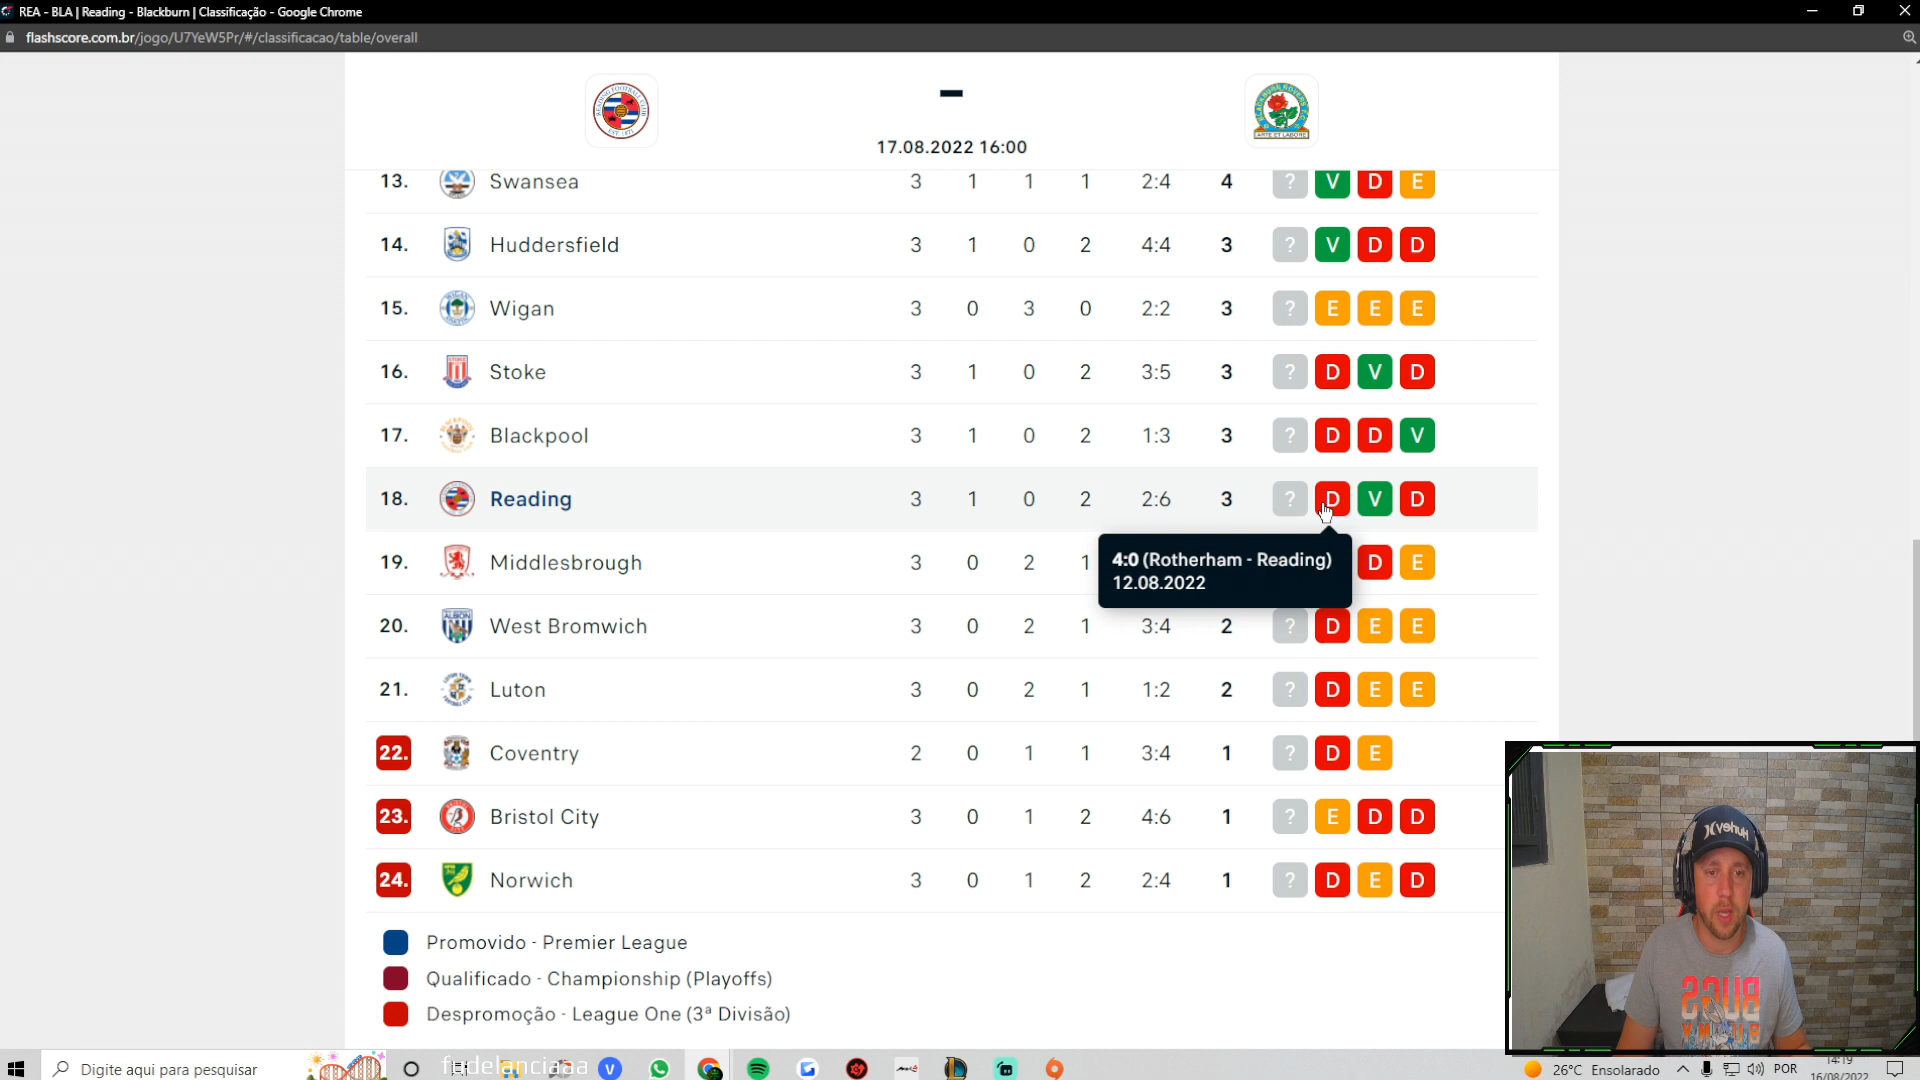 REA - BLA | Reading - Blackburn | Classificação - Google Chrome
flashscore.com.br/jogo/U7YeW5Pr/#/classificacao/table/overall
17.08.2022 16:00
13. Swansea 3 1 1 1 2:4 4 ? V D E
14. Huddersfield 3 1 0 2 4:4 3 ? V D D
15. Wigan 3 0 3 0 2:2 3 ? E E E
16. Stoke 3 1 0 2 3:5 3 ? D V D
17. Blackpool 3 1 0 2 1:3 3 ? D D V
18. Reading 3 1 0 2 2:6 3 ? D V D
19. Middlesbrough 3 0 2 1 D E
4:0 (Rotherham - Reading)
12.08.2022
20. West Bromwich 3 0 2 1 3:4 2 ? D E E
21. Luton 3 0 2 1 1:2 2 ? D E E
22. Coventry 2 0 1 1 3:4 1 ? D E
23. Bristol City 3 0 1 2 4:6 1 ? E D D
24. Norwich 3 0 1 2 2:4 1 ? D E D
Promovido - Premier League
Qualificado - Championship (Playoffs)
Despromoção - League One (3ª Divisão)
Digite aqui para pesquisar
26°C Ensolarado
POR
14:19
16/08/2022